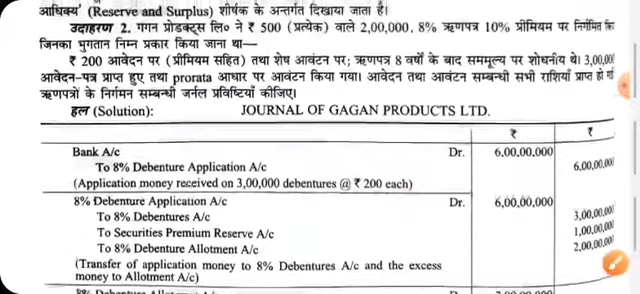 आधिक्य' (Reserve and Surplus) शीर्षक के अन्तर्गत दिखाया जाता है।
उदाहरण 2. गगन प्रोडक्ट्स लि० ने ₹ 500 (प्रत्येक) वाले 2,00,000, 8% ऋणपत्र 10% प्रीमियम पर निर्गमित
जिनका भुगतान निम्न प्रकार किया जाना था—
₹ 200 आवेदन पर (प्रीमियम सहित) तथा शेष आवंटन पर; ऋणपत्र 8 वर्षों के बाद सममूल्य पर शोधनीय थे। 3,00,000
आवेदन-पत्र प्राप्त हुए तथा prorata आधार पर आवंटन किया गया। आवेदन तथा आवंटन सम्बन्धी सभी राशियाँ प्राप्त हो
ऋणपत्रों के निर्गमन सम्बन्धी जर्नल प्रविष्टियाँ कीजिए।
हल (Solution): JOURNAL OF GAGAN PRODUCTS LTD.
₹ ₹
Bank A/c Dr. 6,00,00,000
To 8% Debenture Application A/c 6,00,00,000
(Application money received on 3,00,000 debentures @ ₹ 200 each)
8% Debenture Application A/c Dr. 6,00,00,000
To 8% Debentures A/c 3,00,00,000
To Securities Premium Reserve A/c 1,00,00,000
To 8% Debenture Allotment A/c 2,00,00,000
(Transfer of application money to 8% Debentures A/c and the excess
money to Allotment A/c)